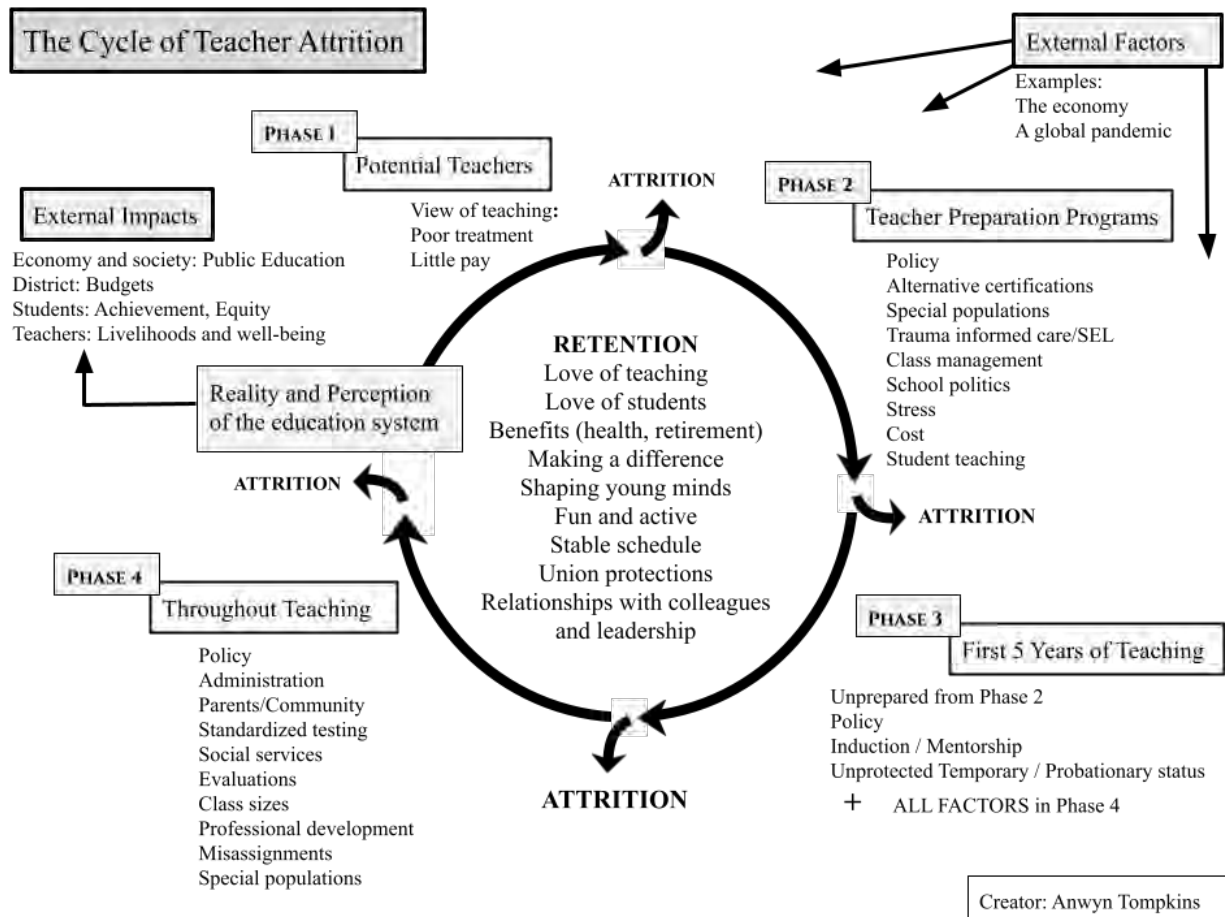 The Cycle of Teacher Attrition
External Factors
Examples:
The economy
A global pandemic
PHASE 1
Potential Teachers
View of teaching:
Poor treatment
Little pay
ATTRITION
PHASE 2
Teacher Preparation Programs
Policy
Alternative certifications
Special populations
Trauma informed care/SEL
Class management
School politics
Stress
Cost
Student teaching
ATTRITION
External Impacts
Economy and society: Public Education
District: Budgets
Students: Achievement, Equity
Teachers: Livelihoods and well-being
Reality and Perception
of the education system
ATTRITION
RETENTION
Love of teaching
Love of students
Benefits (health, retirement)
Making a difference
Shaping young minds
Fun and active
Stable schedule
Union protections
Relationships with colleagues
and leadership
PHASE 3
First 5 Years of Teaching
Unprepared from Phase 2
Policy
Induction / Mentorship
Unprotected Temporary / Probationary status
+ ALL FACTORS in Phase 4
ATTRITION
PHASE 4
Throughout Teaching
Policy
Administration
Parents/Community
Standardized testing
Social services
Evaluations
Class sizes
Professional development
Misassignments
Special populations
Creator: Anwyn Tompkins